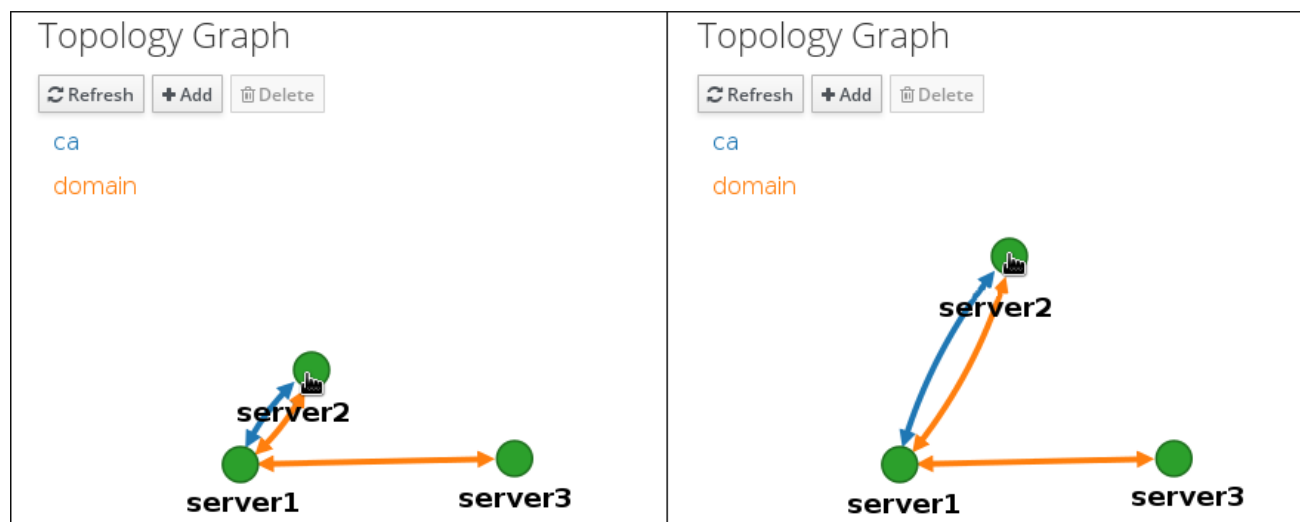 Topology Graph
Refresh Add Delete
ca
domain
server2
server1
server3
Topology Graph
Refresh Add Delete
ca
domain
server2
server1
server3